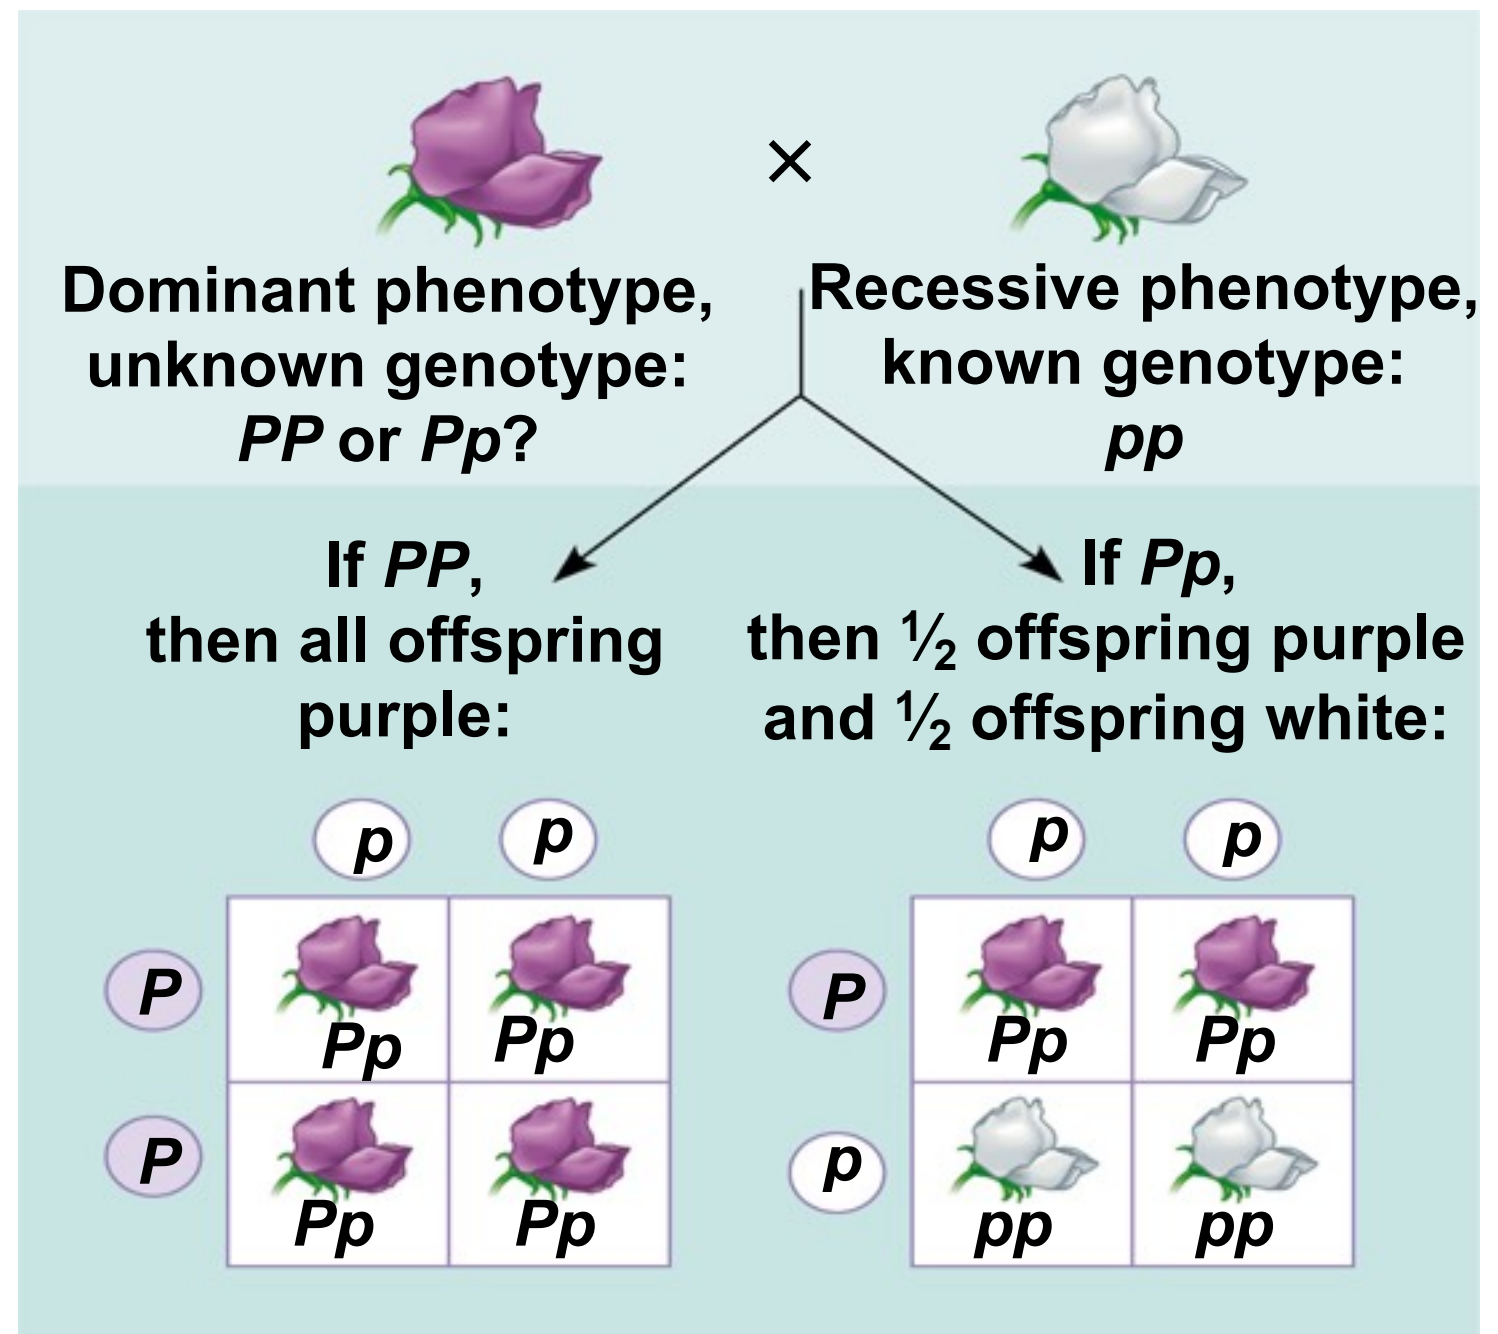 ×
Dominant phenotype,
unknown genotype:
PP or Pp?
Recessive phenotype,
known genotype:
pp
If PP,
then all offspring
purple:
If Pp,
then ½ offspring purple
and ½ offspring white:
p p
P Pp Pp
P Pp Pp
p p
P Pp Pp
p pp pp